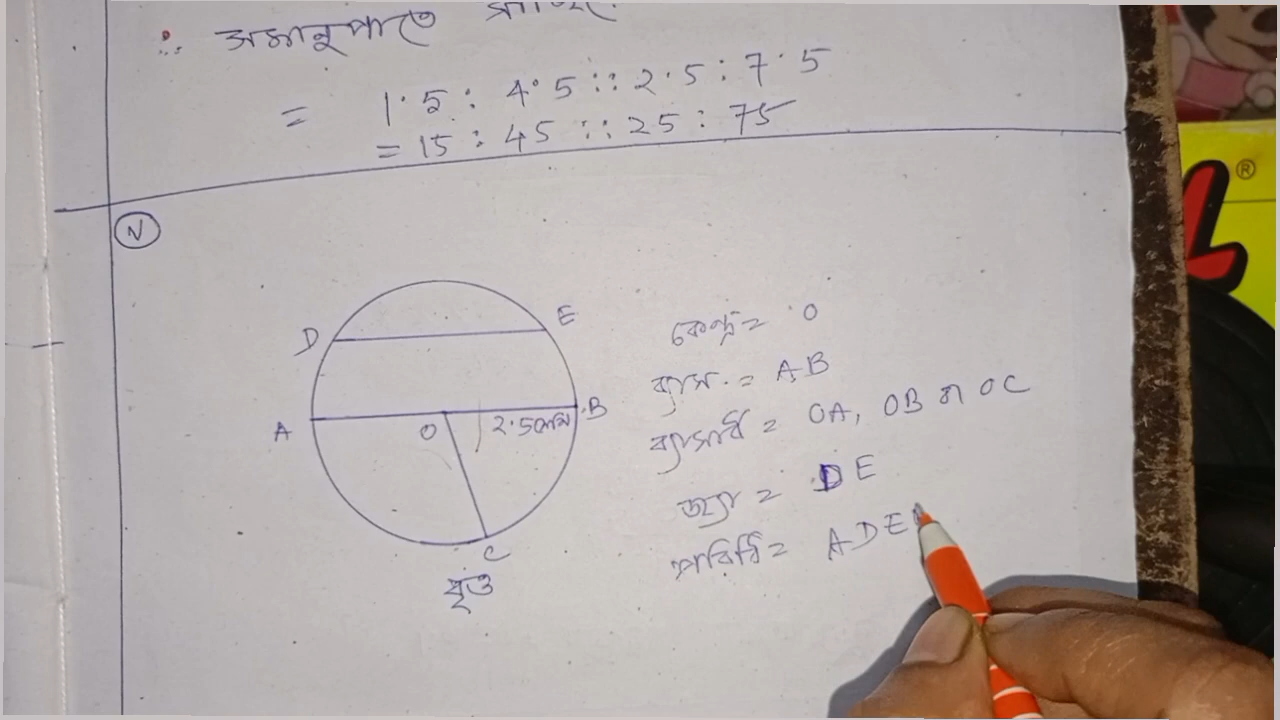 ∴ সমানুপাতে সাজিয়ে
= 1.5 : 4.5 :: 2.5 : 7.5
= 15 : 45 :: 25 : 75
N
D E
A O 2.5cm B
C
বৃত্ত
কেন্দ্র = O
ব্যাস = AB
ব্যাসার্ধ = OA, OB বা OC
জ্যা = DE
পরিধি = ADE
®